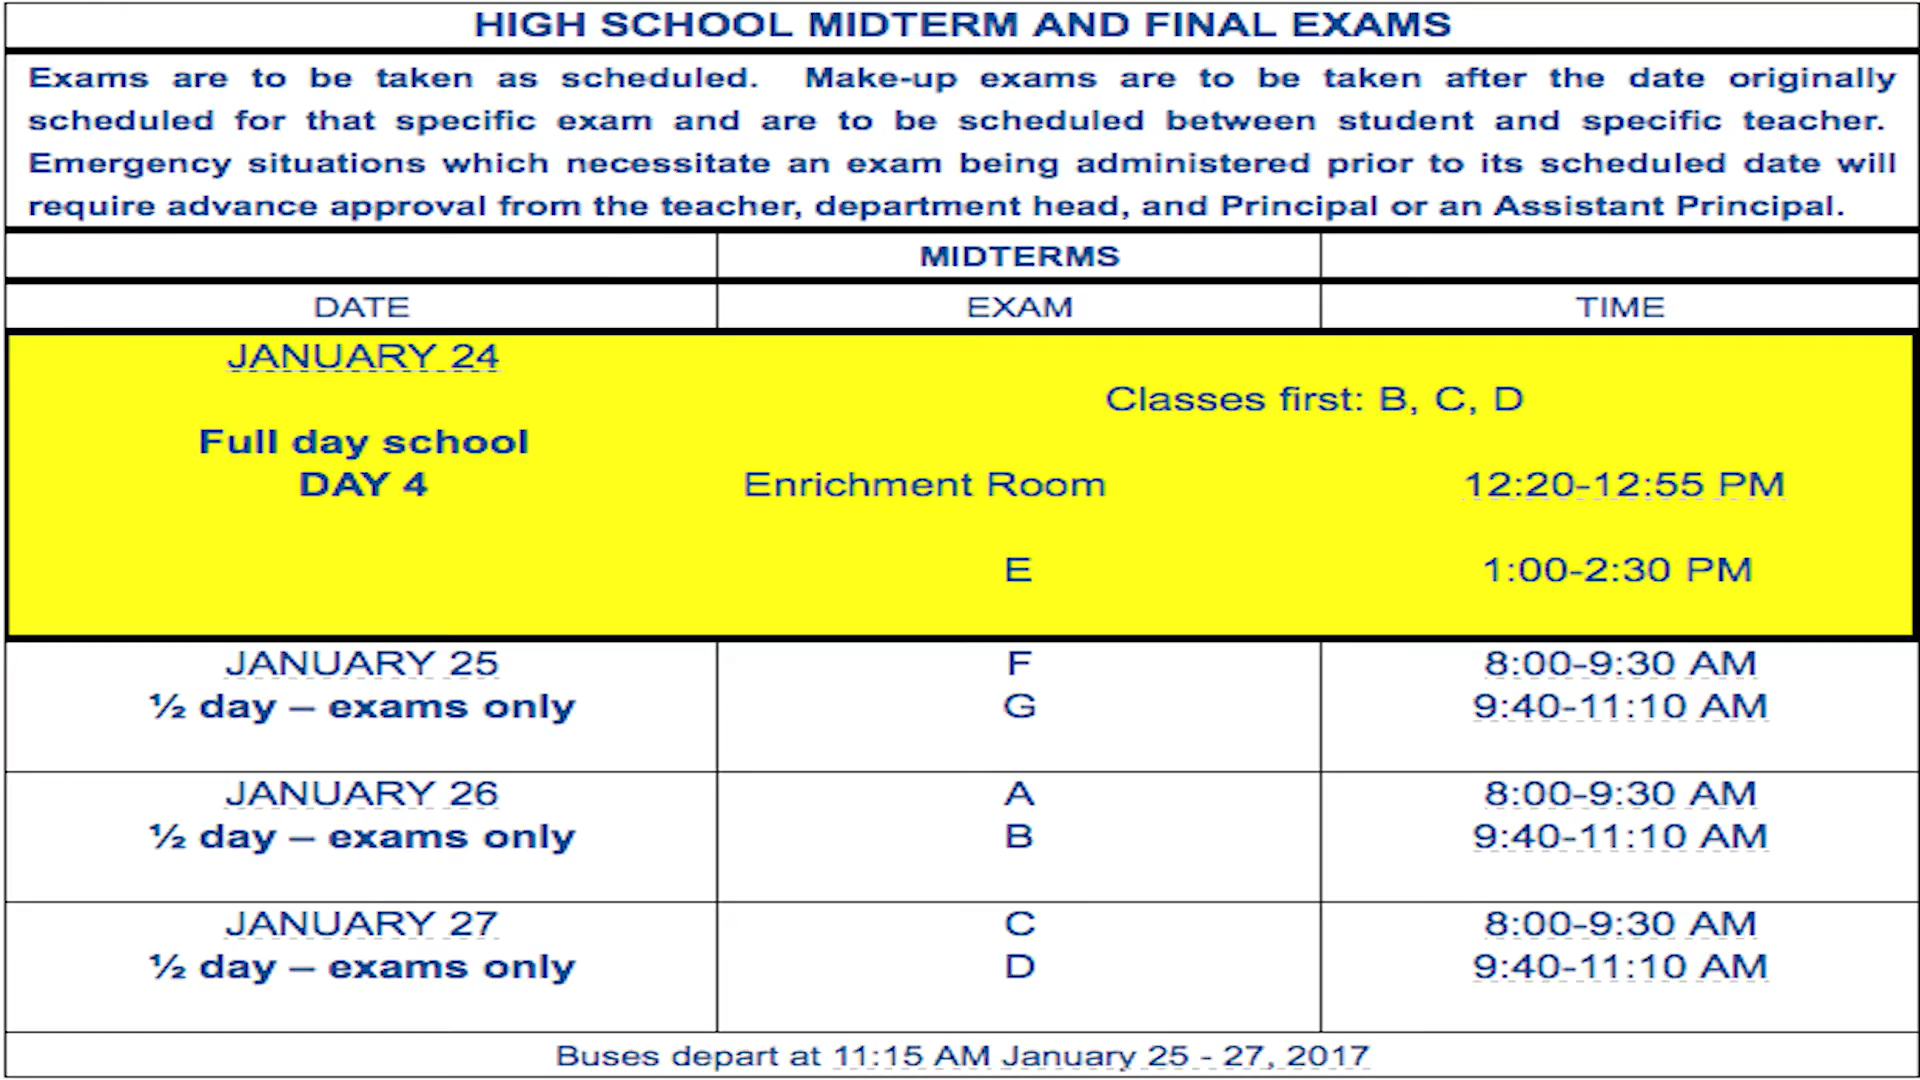 HIGH SCHOOL MIDTERM AND FINAL EXAMS
Exams are to be taken as scheduled. Make-up exams are to be taken after the date originally
scheduled for that specific exam and are to be scheduled between student and specific teacher.
Emergency situations which necessitate an exam being administered prior to its scheduled date will
require advance approval from the teacher, department head, and Principal or an Assistant Principal.
MIDTERMS
DATE EXAM TIME
JANUARY 24
Classes first: B, C, D
Full day school
DAY 4 Enrichment Room 12:20-12:55 PM
E 1:00-2:30 PM
JANUARY 25 F 8:00-9:30 AM
½ day – exams only G 9:40-11:10 AM
JANUARY 26 A 8:00-9:30 AM
½ day – exams only B 9:40-11:10 AM
JANUARY 27 C 8:00-9:30 AM
½ day – exams only D 9:40-11:10 AM
Buses depart at 11:15 AM January 25 - 27, 2017